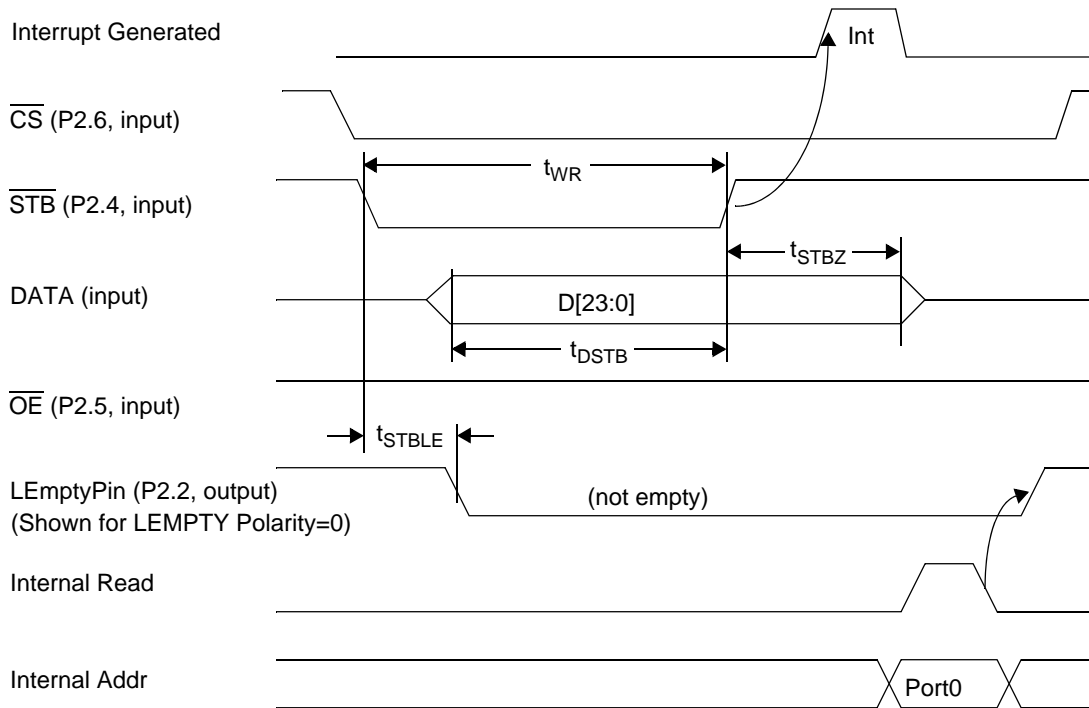 Interrupt Generated
Int
CS (P2.6, input)
tWR
STB (P2.4, input)
tSTBZ
DATA (input)
D[23:0]
tDSTB
OE (P2.5, input)
tSTBLE
LEmptyPin (P2.2, output)
(not empty)
(Shown for LEMPTY Polarity=0)
Internal Read
Internal Addr
Port0